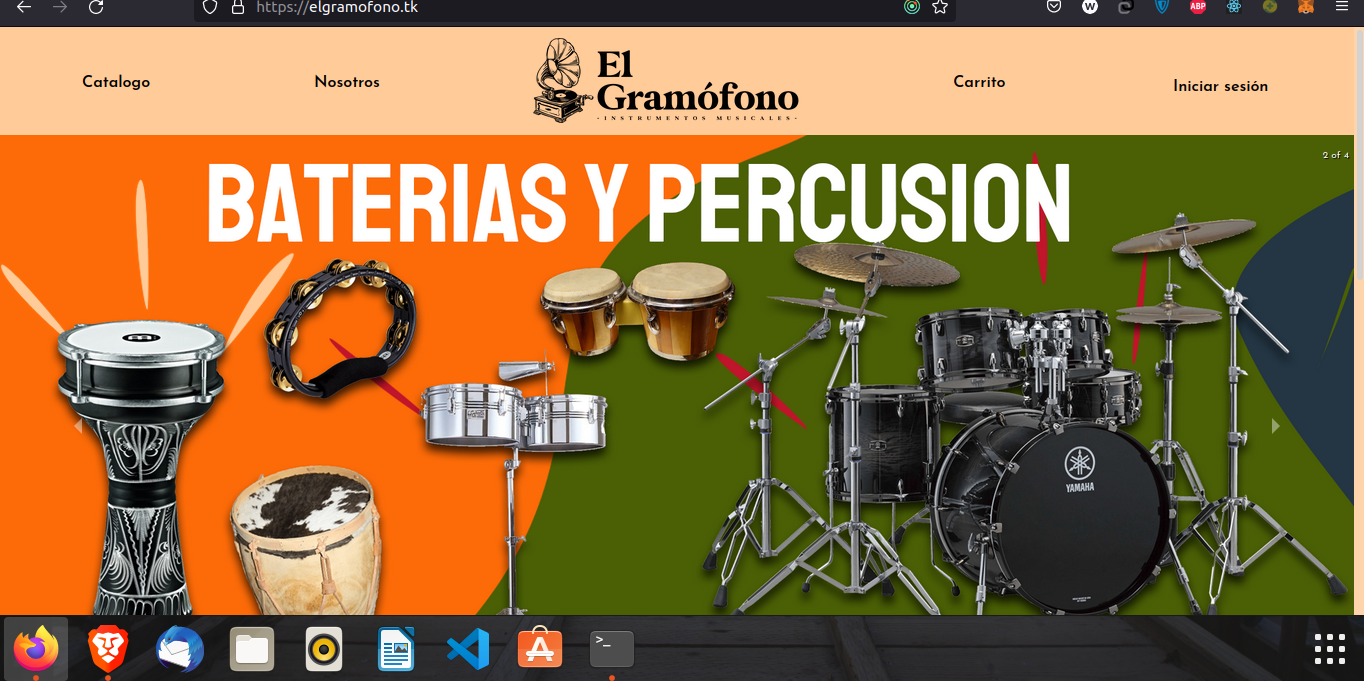 https://elgramofono.tk
W
ABP
Catalogo
Nosotros
El
Gramófono
-INSTRUMENTOS MUSICALES-
Carrito
Iniciar sesión
2 of 4
BATERIAS Y PERCUSION
YAMAHA
>_